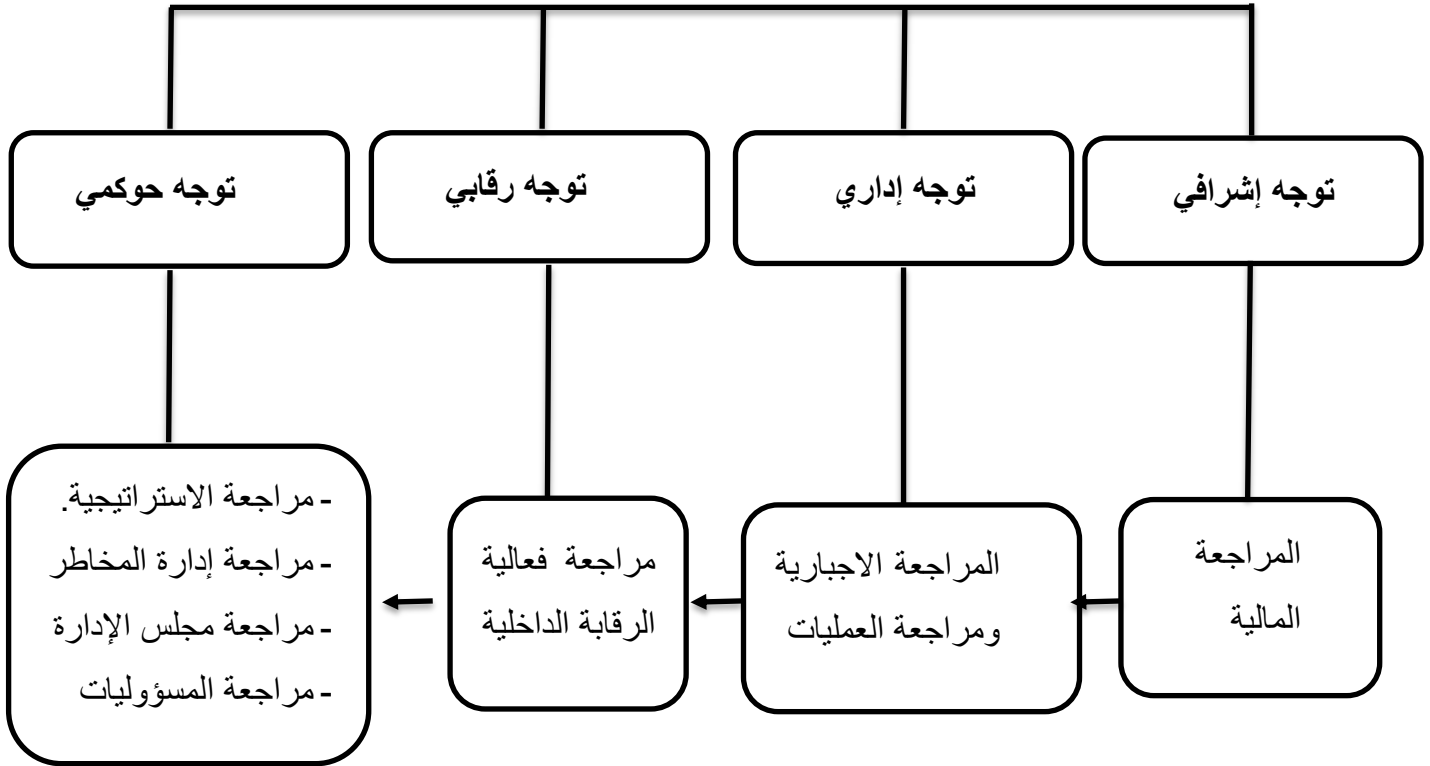 توجه إشرافي
توجه إداري
توجه رقابي
توجه حوكمي
المراجعة
المالية
المراجعة الاجبارية
ومراجعة العمليات
مراجعة فعالية
الرقابة الداخلية
- مراجعة الاستراتيجية.
- مراجعة إدارة المخاطر
- مراجعة مجلس الإدارة
- مراجعة المسؤوليات